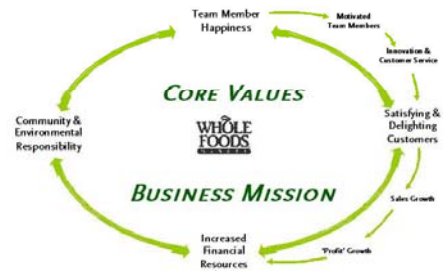 Team Member
Happiness
Motivated
Team Members
Innovation &
Customer Service
CORE VALUES
Community &
Environmental
Responsibility
WHOLE
FOODS
MARKET
Satisfying &
Delighting
Customers
BUSINESS MISSION
Sales Growth
Increased
Financial
Resources
'Profit' Growth